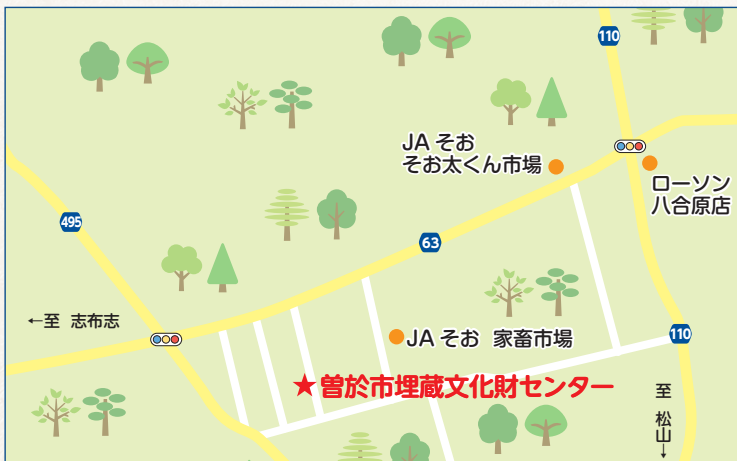 110
JA そお
そお太くん市場
ローソン
八合原店
495
63
←至 志布志
JA そお 家畜市場
110
★曽於市埋蔵文化財センター
至 松山→